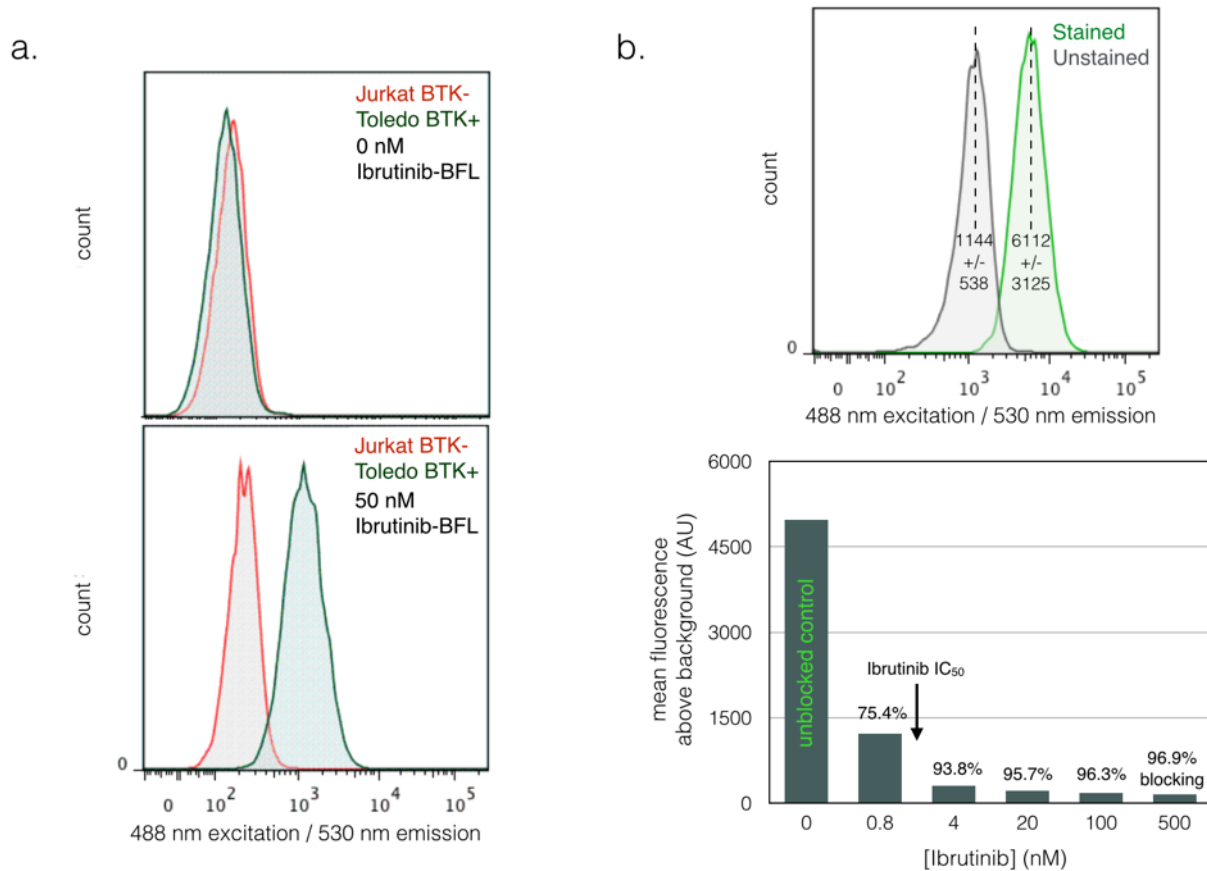 a.
Jurkat BTK-
Toledo BTK+
0 nM
Ibrutinib-BFL
count
Jurkat BTK-
Toledo BTK+
50 nM
Ibrutinib-BFL
count
0
0 10² 10³ 10⁴ 10⁵
488 nm excitation / 530 nm emission
b.
Stained
Unstained
count
1144 6112
+/- +/-
538 3125
0
0 10² 10³ 10⁴ 10⁵
488 nm excitation / 530 nm emission
mean fluorescence
above background (AU)
6000
4500
3000
1500
0
unblocked control
Ibrutinib IC₅₀
75.4%
93.8% 95.7% 96.3% 96.9%
blocking
0 0.8 4 20 100 500
[Ibrutinib] (nM)